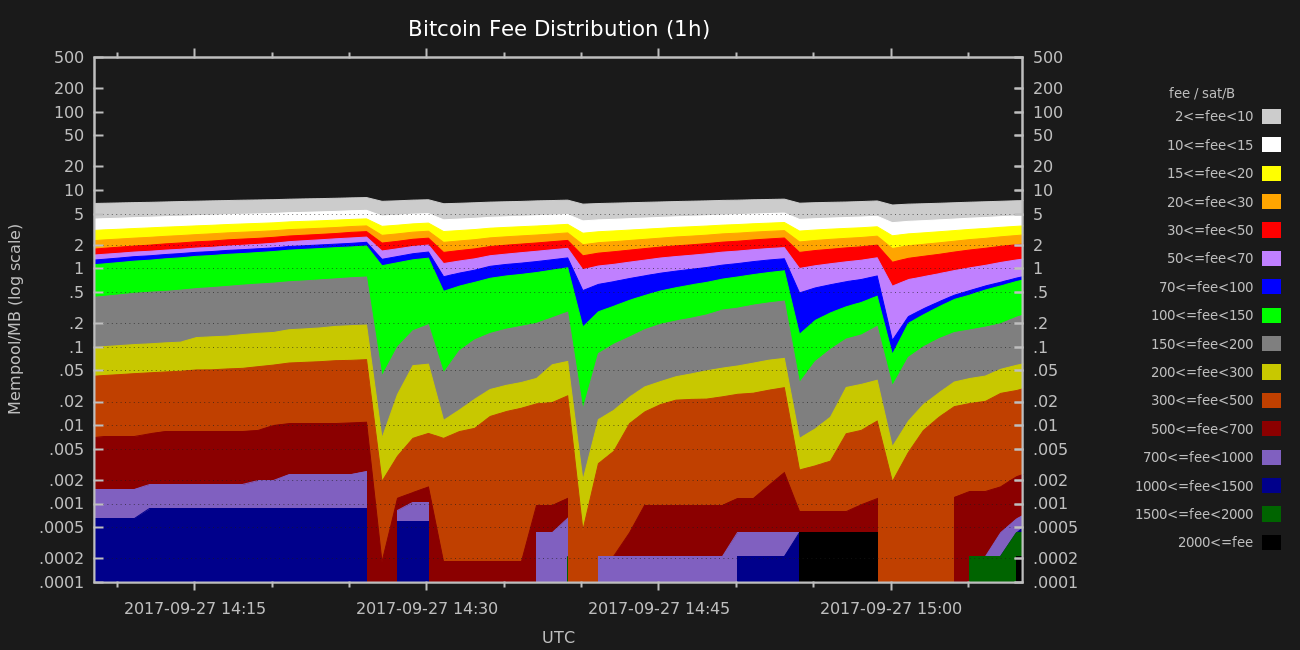 Bitcoin Fee Distribution (1h)
Mempool/MB (log scale)
500
200
100
50
20
10
5
2
1
.5
.2
.1
.05
.02
.01
.005
.002
.001
.0005
.0002
.0001
500
200
100
50
20
10
5
2
1
.5
.2
.1
.05
.02
.01
.005
.002
.001
.0005
.0002
.0001
2017-09-27 14:15
2017-09-27 14:30
2017-09-27 14:45
2017-09-27 15:00
UTC
fee / sat/B
2<=fee<10
10<=fee<15
15<=fee<20
20<=fee<30
30<=fee<50
50<=fee<70
70<=fee<100
100<=fee<150
150<=fee<200
200<=fee<300
300<=fee<500
500<=fee<700
700<=fee<1000
1000<=fee<1500
1500<=fee<2000
2000<=fee